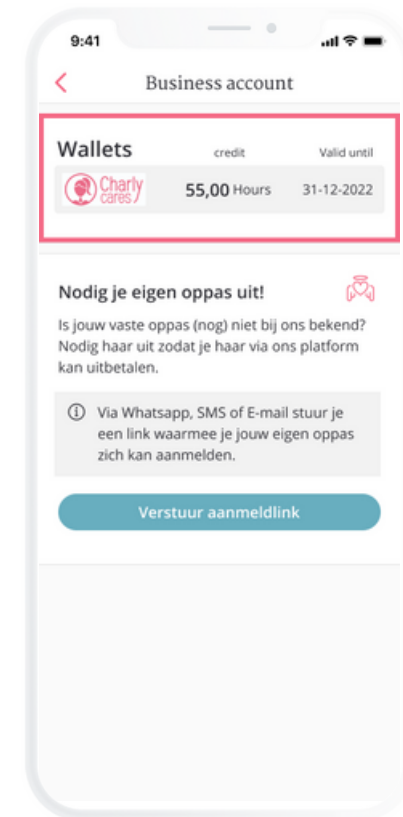 9:41
Business account
Wallets credit Valid until
Charly cares 55,00 Hours 31-12-2022
Nodig je eigen oppas uit!
Is jouw vaste oppas (nog) niet bij ons bekend?
Nodig haar uit zodat je haar via ons platform
kan uitbetalen.
Via Whatsapp, SMS of E-mail stuur je
een link waarmee je jouw eigen oppas
zich kan aanmelden.
Verstuur aanmeldlink